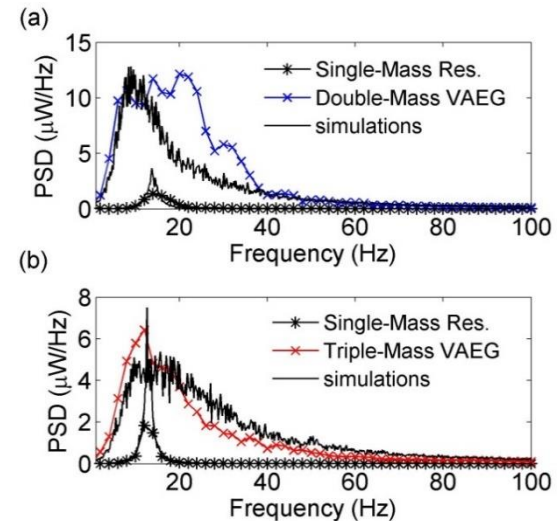 (a)
15
10
5
0
PSD (μW/Hz)
Single-Mass Res.
Double-Mass VAEG
simulations
20 40 60 80 100
Frequency (Hz)
(b)
8
6
4
2
0
PSD (μW/Hz)
Single-Mass Res.
Triple-Mass VAEG
simulations
20 40 60 80 100
Frequency (Hz)